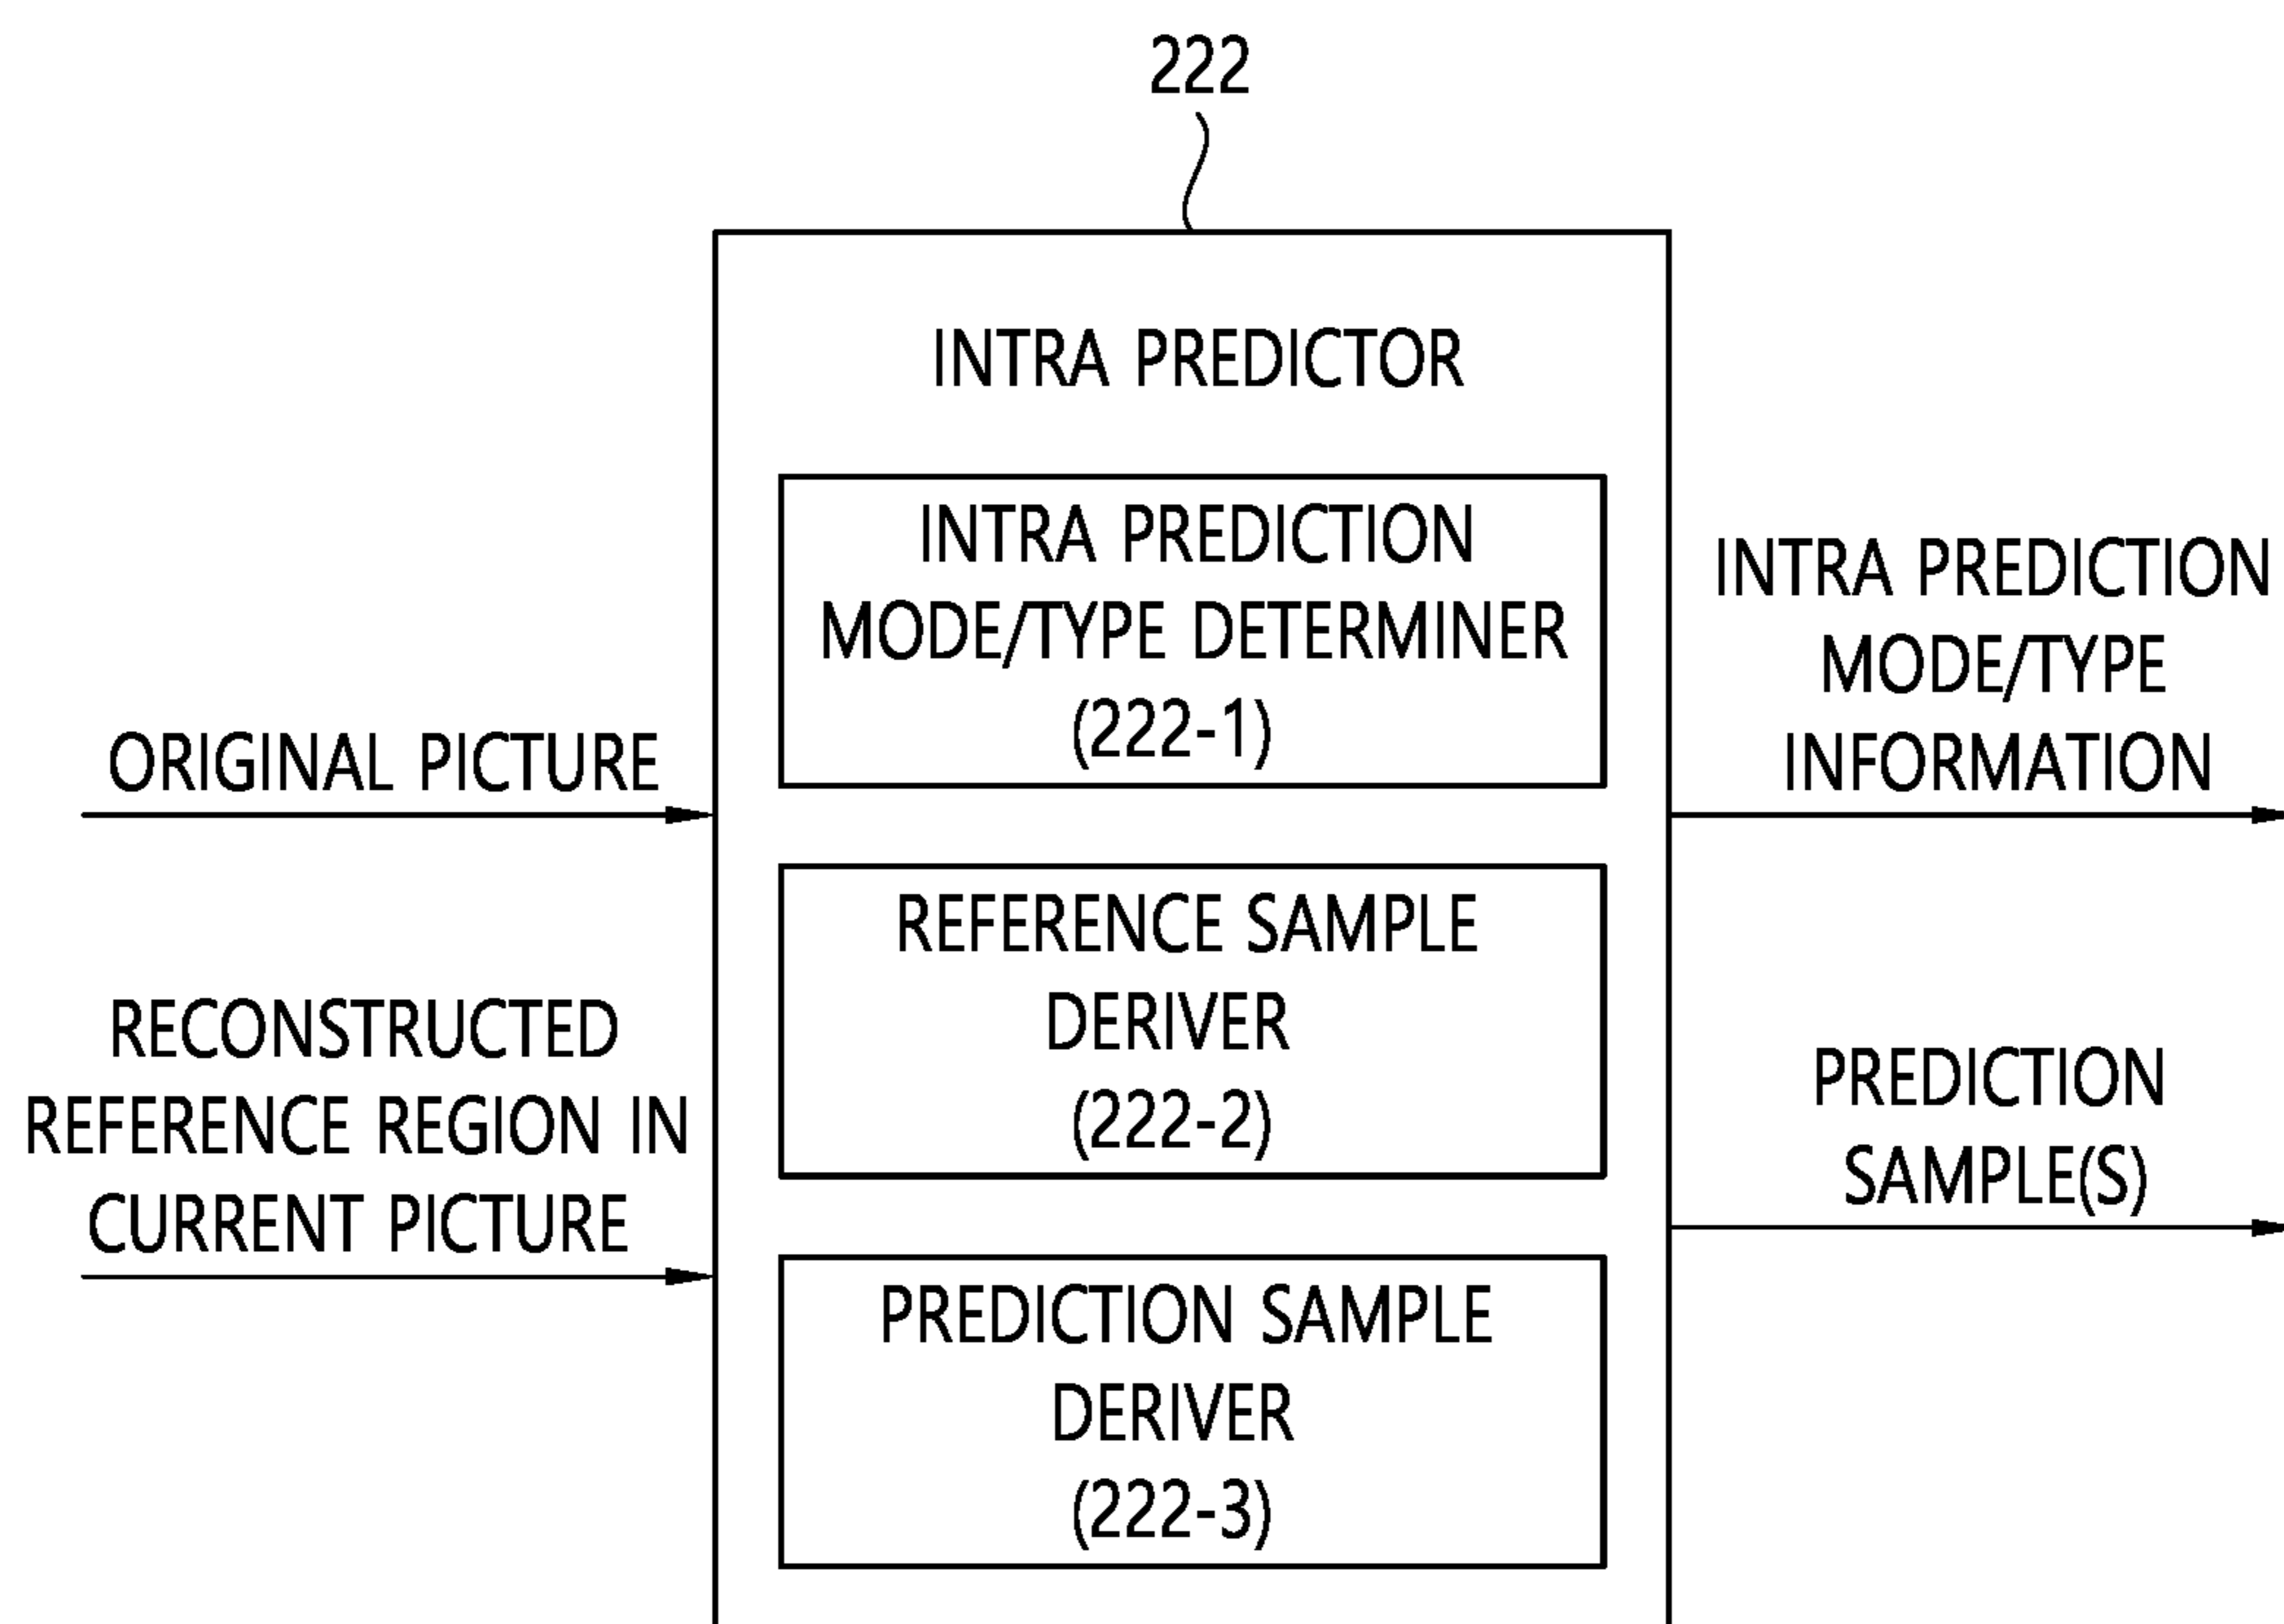 222
INTRA PREDICTOR
INTRA PREDICTION
MODE/TYPE DETERMINER
(222-1)
REFERENCE SAMPLE
DERIVER
(222-2)
PREDICTION SAMPLE
DERIVER
(222-3)
ORIGINAL PICTURE
RECONSTRUCTED
REFERENCE REGION IN
CURRENT PICTURE
INTRA PREDICTION
MODE/TYPE
INFORMATION
PREDICTION
SAMPLE(S)